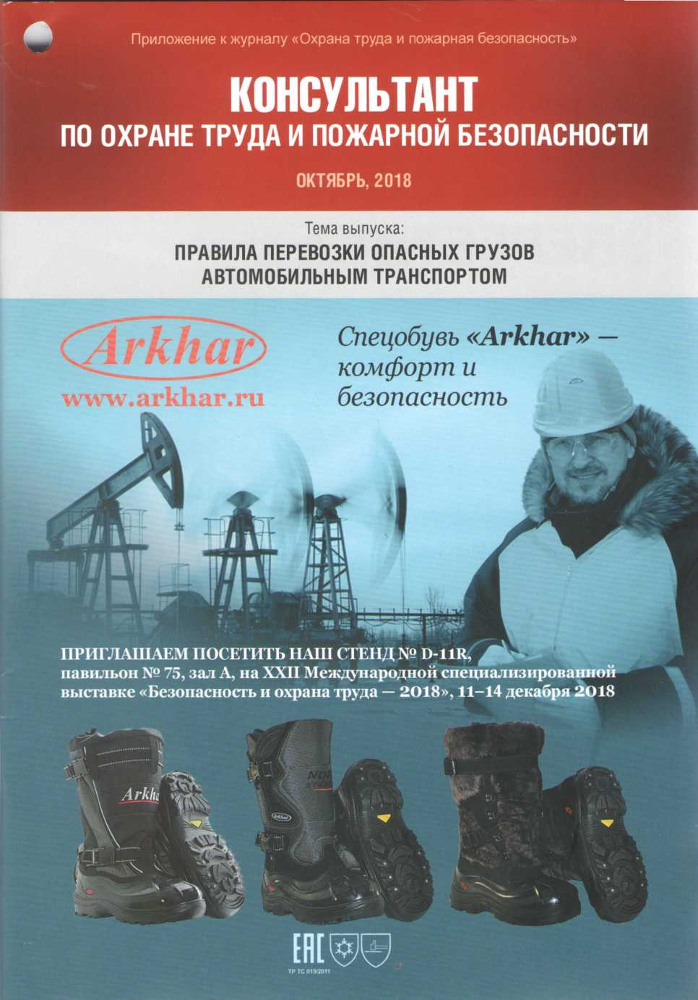 Приложение к журналу «Охрана труда и пожарная безопасность»
КОНСУЛЬТАНТ
ПО ОХРАНЕ ТРУДА И ПОЖАРНОЙ БЕЗОПАСНОСТИ
ОКТЯБРЬ, 2018
Тема выпуска:
ПРАВИЛА ПЕРЕВОЗКИ ОПАСНЫХ ГРУЗОВ
АВТОМОБИЛЬНЫМ ТРАНСПОРТОМ
Arkhar
www.arkhar.ru
Спецобувь «Arkhar» —
комфорт и
безопасность
ПРИГЛАШАЕМ ПОСЕТИТЬ НАШ СТЕНД № D-11R,
павильон № 75, зал А, на XXII Международной специализированной
выставке «Безопасность и охрана труда — 2018», 11–14 декабря 2018
Arkha
Arkhar
EAC
ТР ТС 019/2011